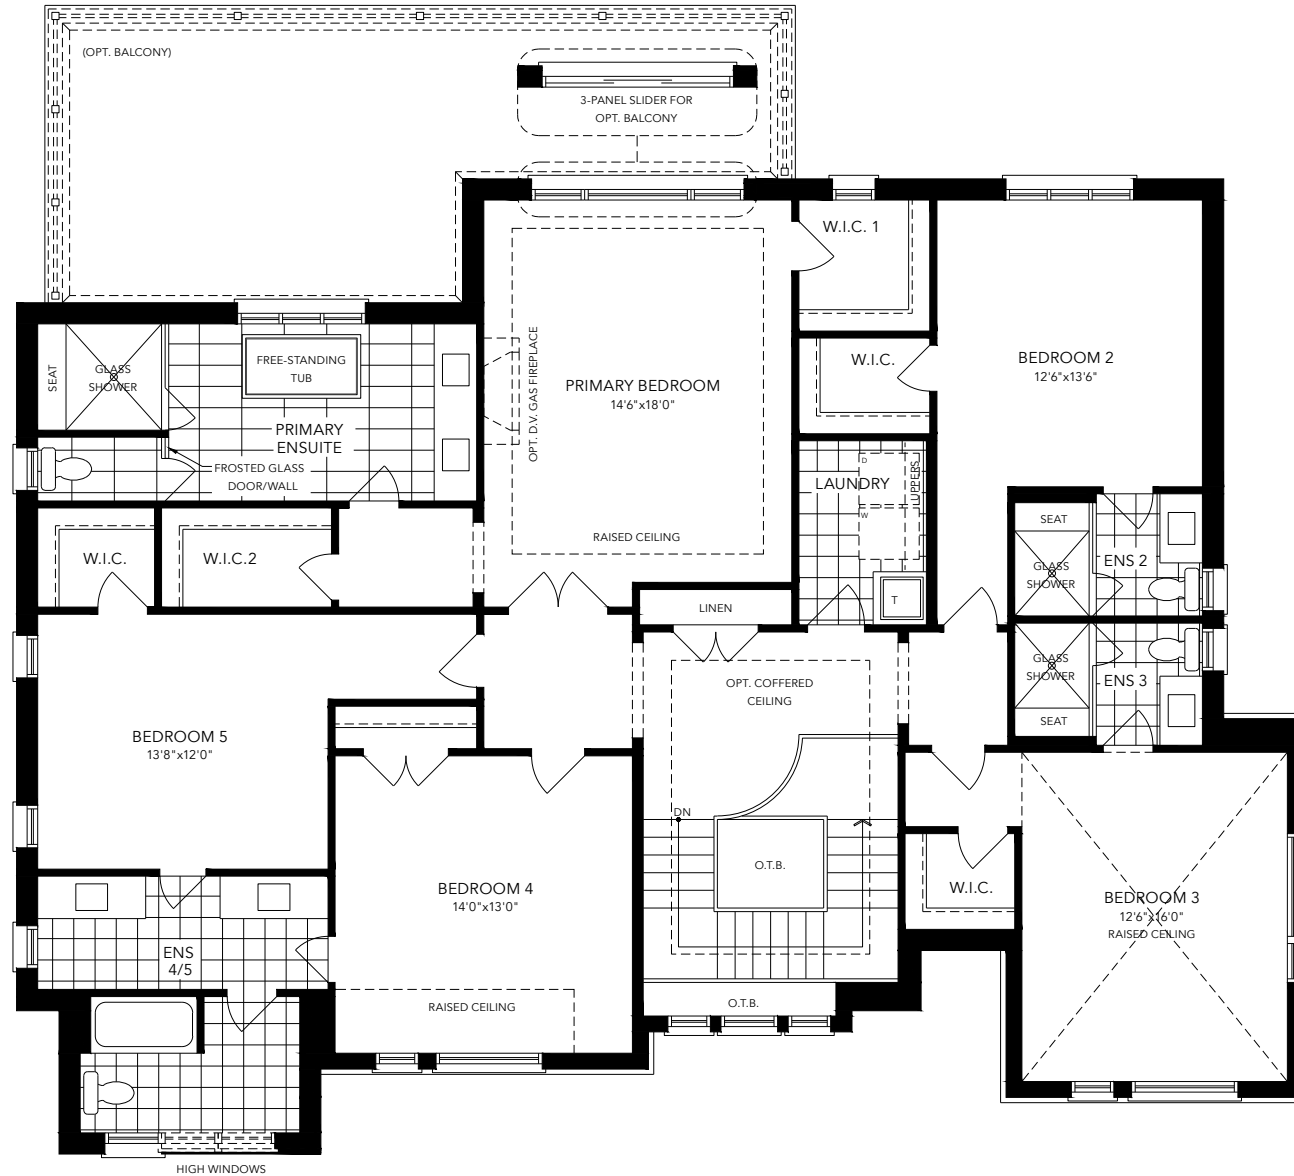 (OPT. BALCONY)
3-PANEL SLIDER FOR
OPT. BALCONY
W.I.C. 1
SEAT
GLASS
SHOWER
FREE-STANDING
TUB
PRIMARY
ENSUITE
FROSTED GLASS
DOOR/WALL
OPT. D.V. GAS FIREPLACE
PRIMARY BEDROOM
14'6"x18'0"
RAISED CEILING
W.I.C.
BEDROOM 2
12'6"x13'6"
LAUNDRY
D
W
UPPERS
T
W.I.C.
W.I.C.2
SEAT
GLASS
SHOWER
ENS 2
LINEN
GLASS
SHOWER
SEAT
ENS 3
OPT. COFFERED
CEILING
BEDROOM 5
13'8"x12'0"
DN
O.T.B.
BEDROOM 4
14'0"x13'0"
RAISED CEILING
W.I.C.
BEDROOM 3
12'6"x16'0"
RAISED CEILING
ENS
4/5
O.T.B.
HIGH WINDOWS